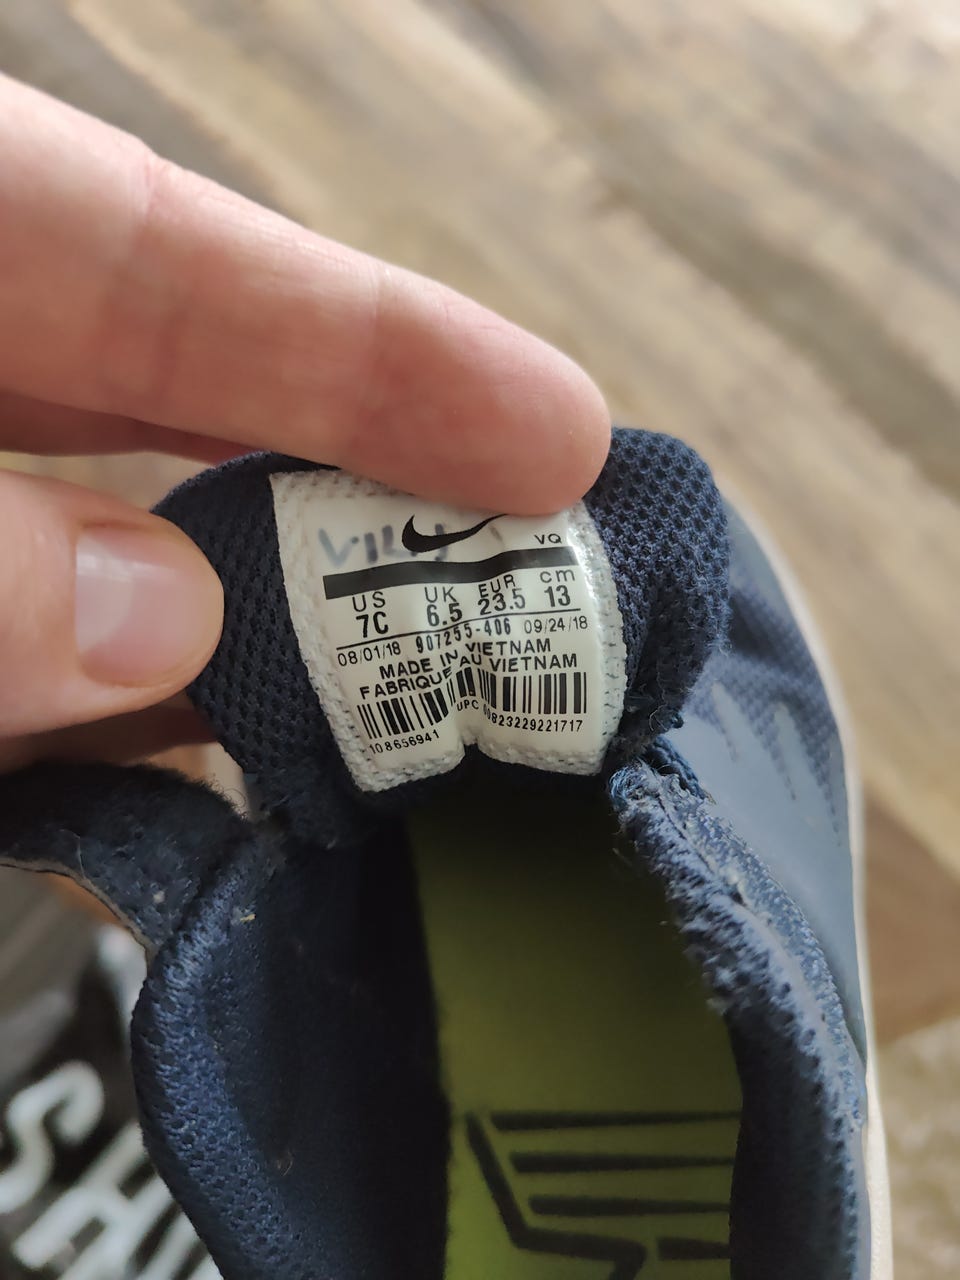 VQ
US UK EUR cm
7C 6.5 23.5 13
08/01/18 907255-406 09/24/18
MADE IN VIETNAM
FABRIQUE AU VIETNAM
UPC 00823229221717
108656941